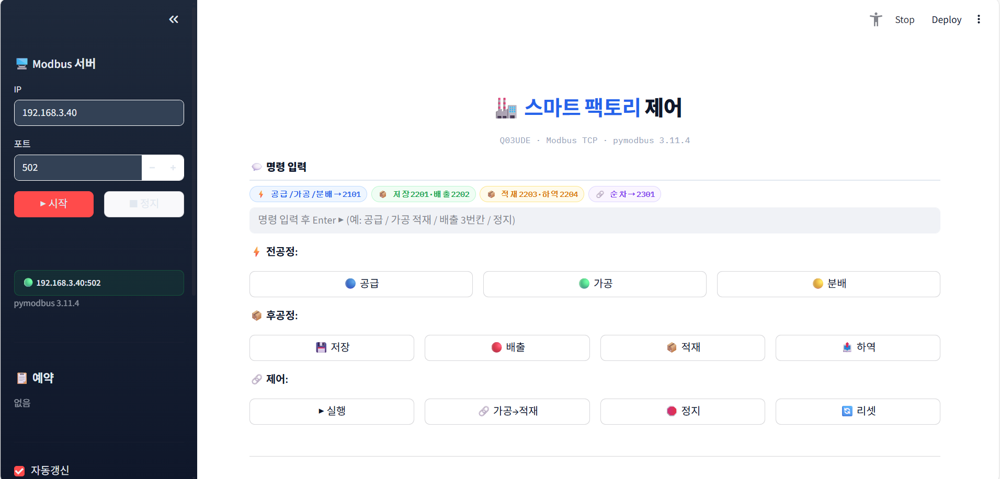 Stop
Deploy
Modbus 서버
IP
192.168.3.40
포트
502
시작
정지
192.168.3.40:502
pymodbus 3.11.4
예약
없음
자동갱신
스마트 팩토리 제어
Q03UDE · Modbus TCP · pymodbus 3.11.4
명령 입력
공급/가공/분배→2101
저장2201·배출2202
적재2203·하역2204
순차→2301
명령 입력 후 Enter ▶ (예: 공급 / 가공 적재 / 배출 3번칸 / 정지)
전공정:
공급
가공
분배
후공정:
저장
배출
적재
하역
제어:
실행
가공→적재
정지
리셋